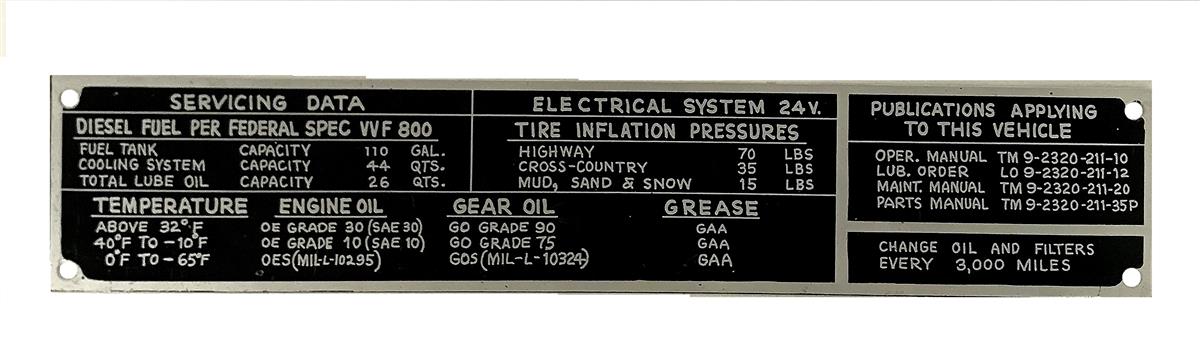 SERVICING DATA
DIESEL FUEL PER FEDERAL SPEC VVF 800
FUEL TANK CAPACITY 110 GAL.
COOLING SYSTEM CAPACITY 44 QTS.
TOTAL LUBE OIL CAPACITY 26 QTS.
ELECTRICAL SYSTEM 24V.
TIRE INFLATION PRESSURES
HIGHWAY 70 LBS
CROSS-COUNTRY 35 LBS
MUD, SAND & SNOW 15 LBS
TEMPERATURE ENGINE OIL GEAR OIL GREASE
ABOVE 32°F OE GRADE 30 (SAE 30) GO GRADE 90 GAA
40°F TO -10°F OE GRADE 10 (SAE 10) GO GRADE 75 GAA
0°F TO -65°F OES (MIL-L-10295) GOS (MIL-L-10324) GAA
PUBLICATIONS APPLYING
TO THIS VEHICLE
OPER. MANUAL TM 9-2320-211-10
LUB. ORDER LO 9-2320-211-12
MAINT. MANUAL TM 9-2320-211-20
PARTS MANUAL TM 9-2320-211-35P
CHANGE OIL AND FILTERS
EVERY 3,000 MILES